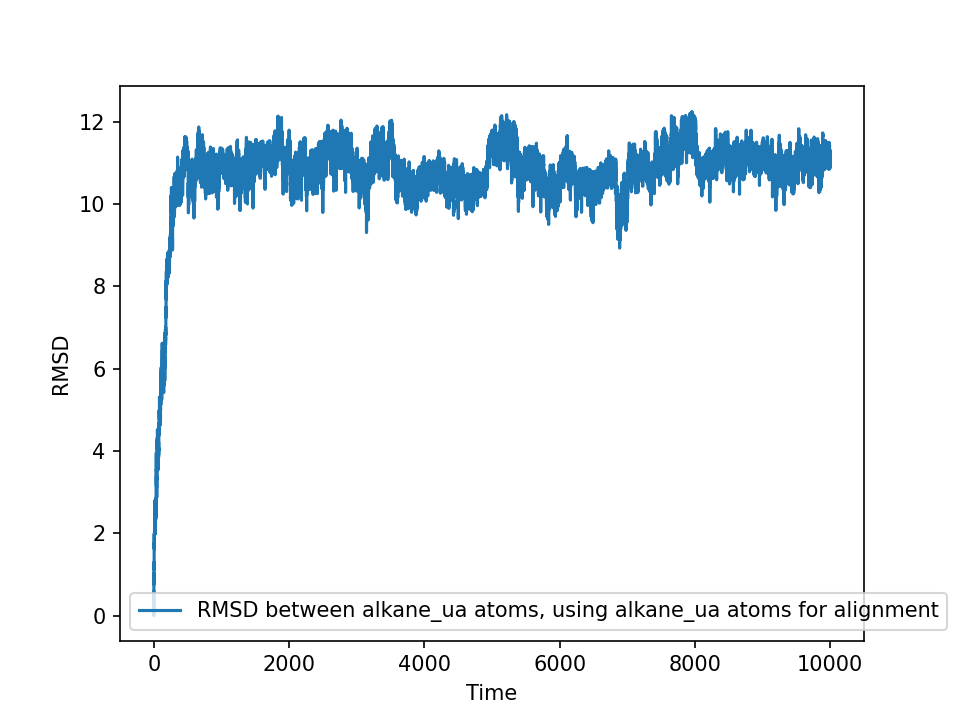 12
10
8
6
4
2
0
RMSD
RMSD between alkane_ua atoms, using alkane_ua atoms for alignment
0 2000 4000 6000 8000 10000
Time